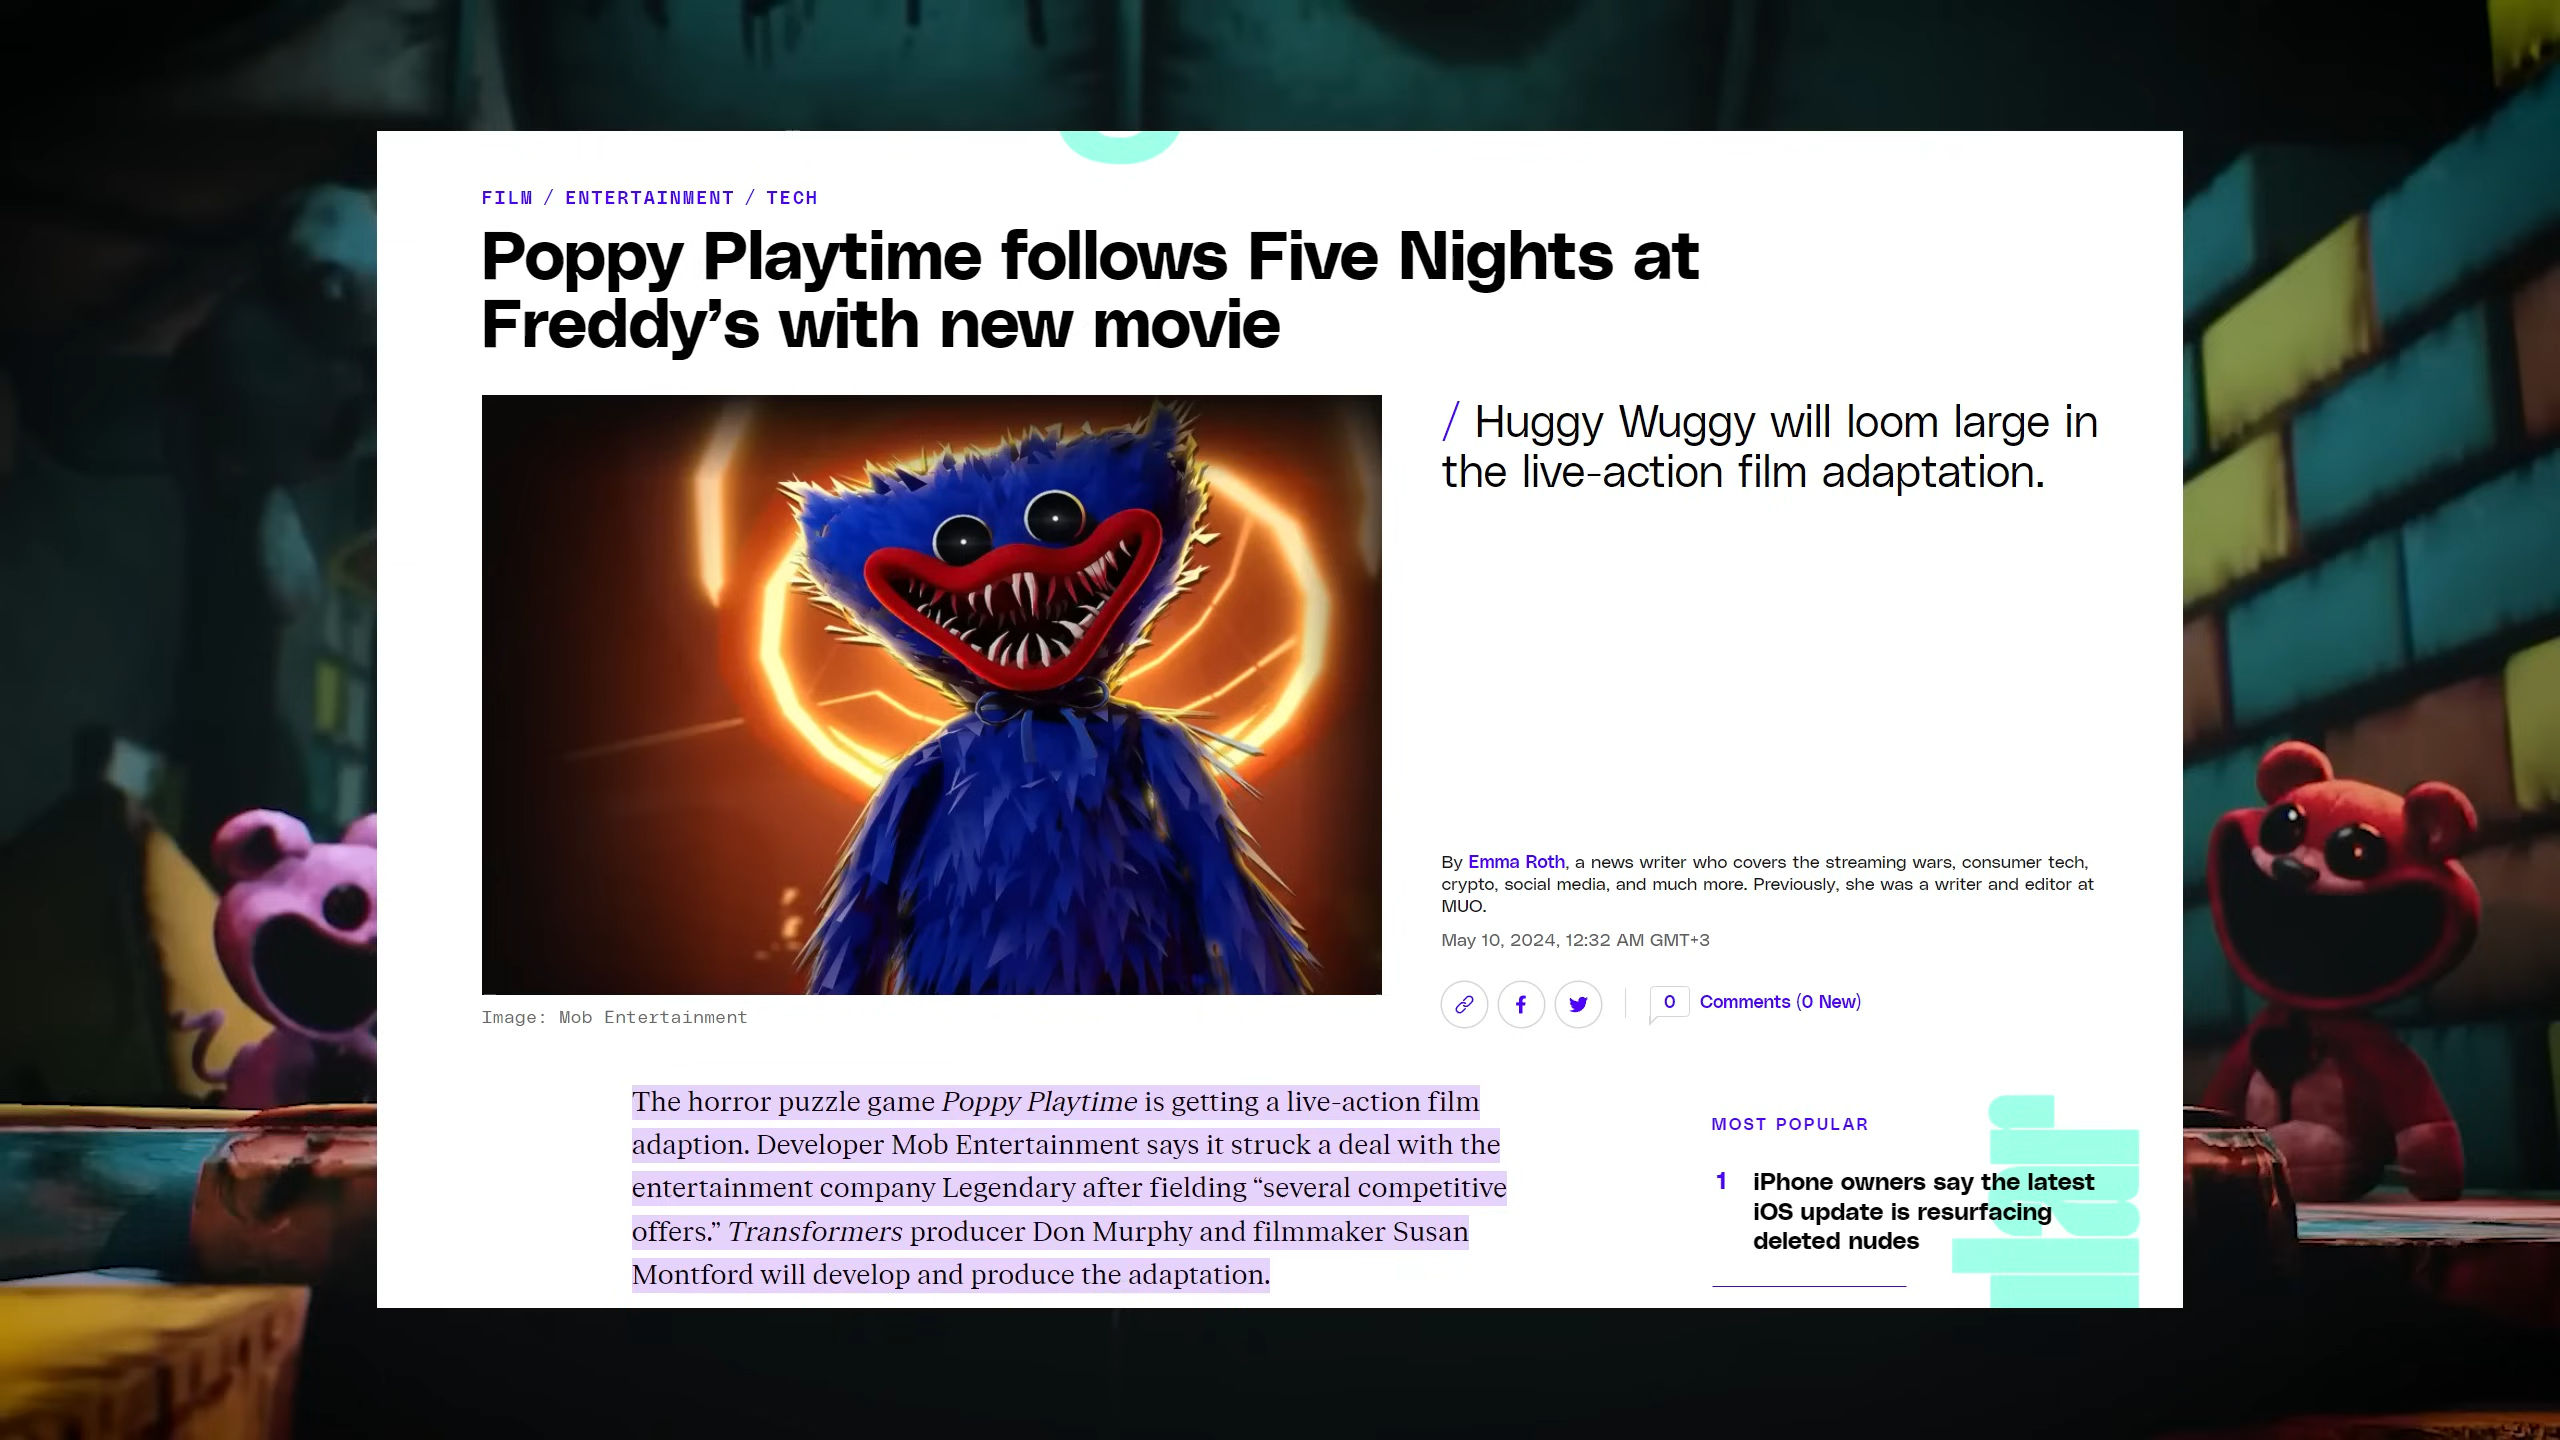 FILM / ENTERTAINMENT / TECH
Poppy Playtime follows Five Nights at
Freddy’s with new movie
/ Huggy Wuggy will loom large in
the live-action film adaptation.
By Emma Roth, a news writer who covers the streaming wars, consumer tech,
crypto, social media, and much more. Previously, she was a writer and editor at
MUO.
May 10, 2024, 12:32 AM GMT+3
0 Comments (0 New)
Image: Mob Entertainment
The horror puzzle game Poppy Playtime is getting a live-action film
adaption. Developer Mob Entertainment says it struck a deal with the
entertainment company Legendary after fielding “several competitive
offers.” Transformers producer Don Murphy and filmmaker Susan
Montford will develop and produce the adaptation.
MOST POPULAR
1 iPhone owners say the latest
iOS update is resurfacing
deleted nudes